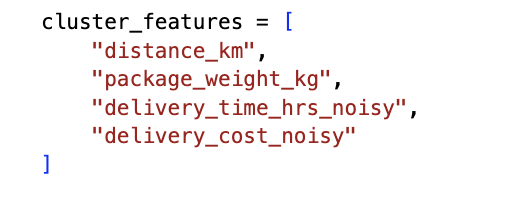 cluster_features = [
    "distance_km",
    "package_weight_kg",
    "delivery_time_hrs_noisy",
    "delivery_cost_noisy"
]